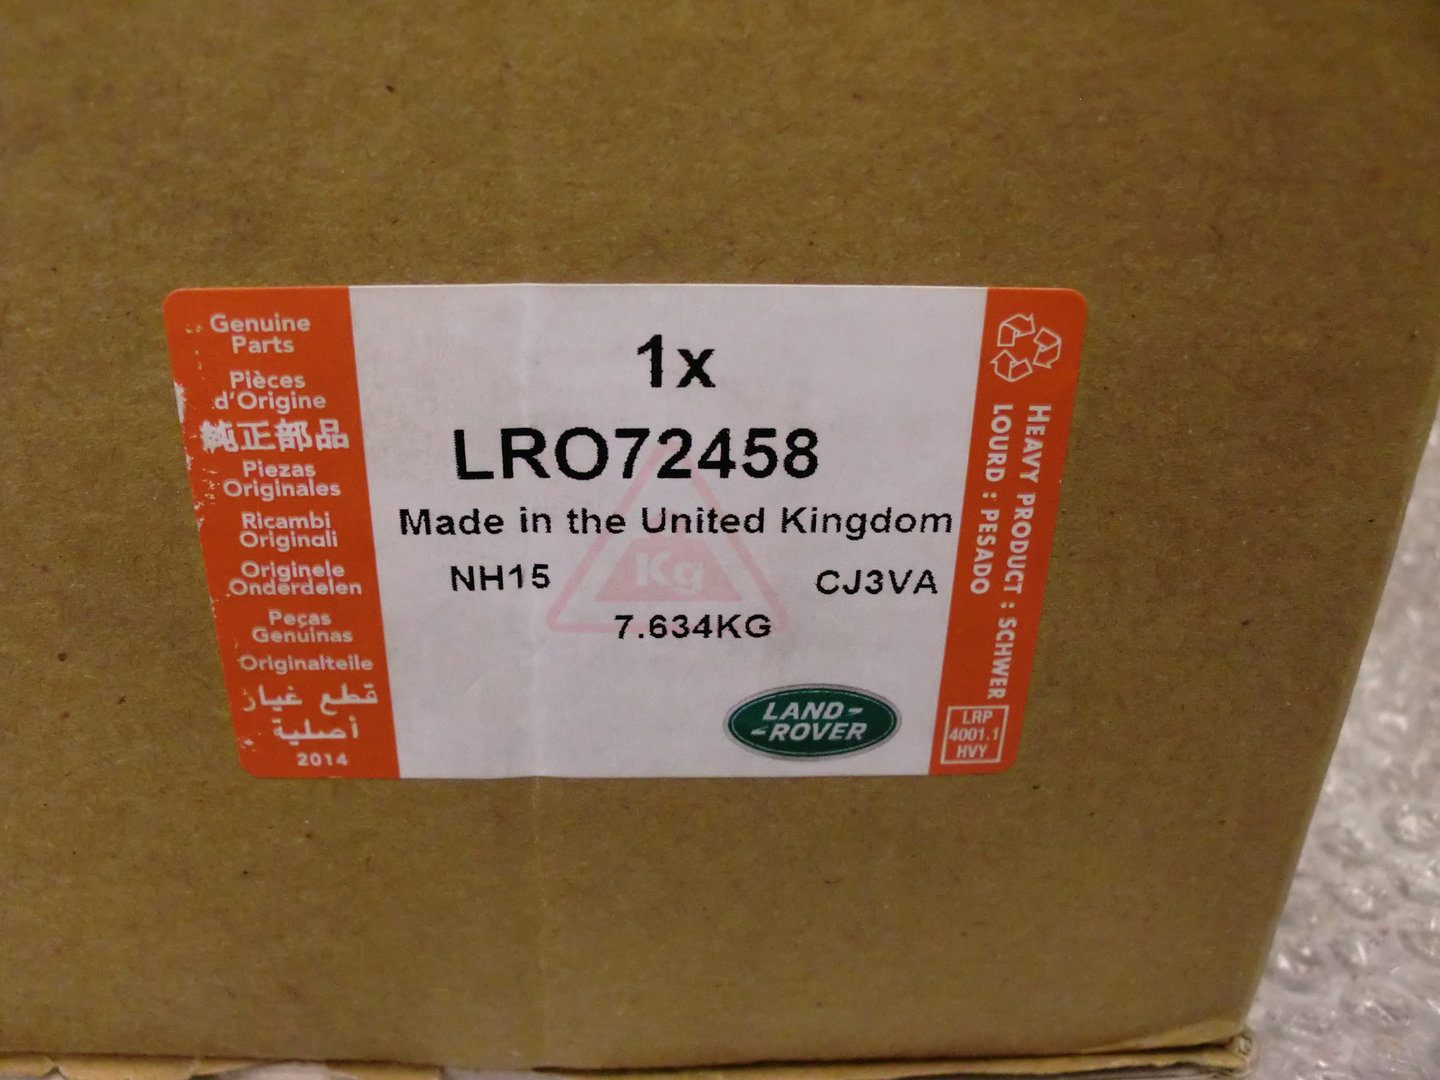 Genuine
Parts
Pièces
d'Origine
純正部品
Piezas
Originales
Ricambi
Originali
Originele
Onderdelen
Peças
Genuínas
Originalteile
قطع غيار
أصلية
2014
1x
LRO72458
Made in the United Kingdom
Kg
NH15 CJ3VA
7.634KG
LAND-
-ROVER
HEAVY PRODUCT : SCHWER
LOURD : PESADO
LRP
4001.1
HVY